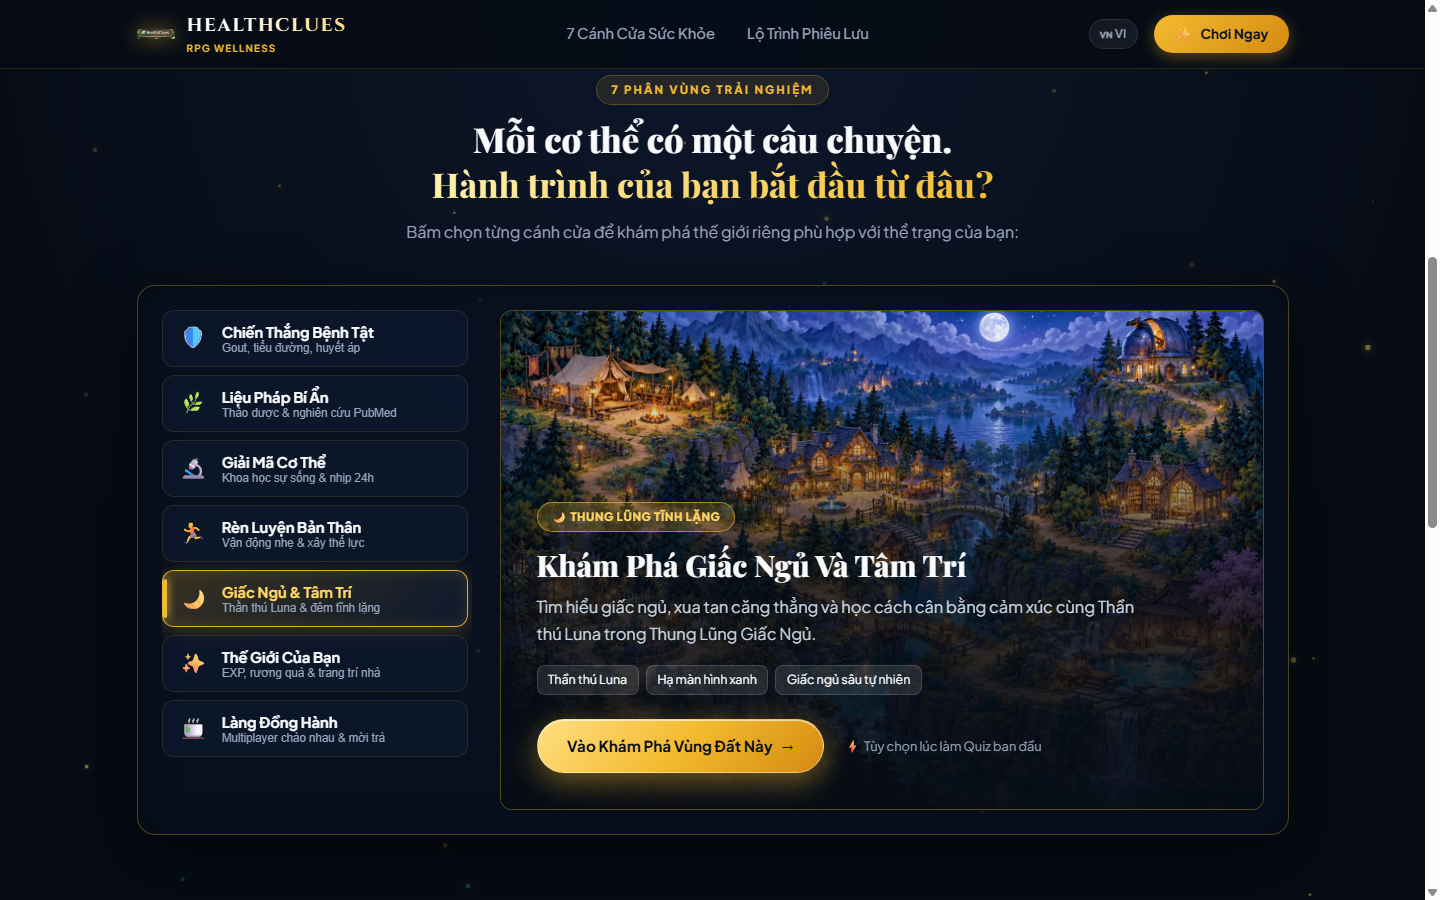 HEALTHCLUES
RPG WELLNESS
7 Cánh Cửa Sức Khỏe
Lộ Trình Phiêu Lưu
VN VI
Chơi Ngay
7 PHÂN VÙNG TRẢI NGHIỆM
Mỗi cơ thể có một câu chuyện.
Hành trình của bạn bắt đầu từ đâu?
Bấm chọn từng cánh cửa để khám phá thế giới riêng phù hợp với thể trạng của bạn:
Chiến Thắng Bệnh Tật
Gout, tiểu đường, huyết áp
Liệu Pháp Bí Ẩn
Thảo dược & nghiên cứu PubMed
Giải Mã Cơ Thể
Khoa học sự sống & nhịp 24h
Rèn Luyện Bản Thân
Vận động nhẹ & xây thể lực
Giấc Ngủ & Tâm Trí
Thần thú Luna & đêm tĩnh lặng
Thế Giới Của Bạn
EXP, rương quà & trang trí nhà
Làng Đồng Hành
Multiplayer chào nhau & mời trà
THUNG LŨNG TĨNH LẶNG
Khám Phá Giấc Ngủ Và Tâm Trí
Tìm hiểu giấc ngủ, xua tan căng thẳng và học cách cân bằng cảm xúc cùng Thần
thú Luna trong Thung Lũng Giấc Ngủ.
Thần thú Luna
Hạ màn hình xanh
Giấc ngủ sâu tự nhiên
Vào Khám Phá Vùng Đất Này →
Tùy chọn lúc làm Quiz ban đầu